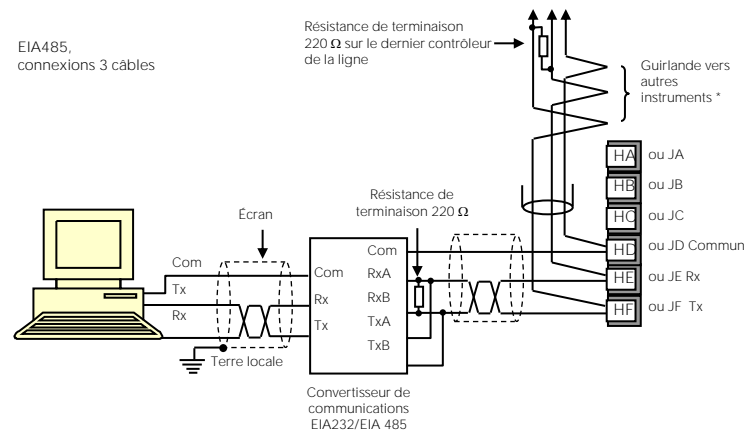 EIA485,
connexions 3 câbles
Résistance de terminaison
220 Ω sur le dernier contrôleur
de la ligne
Guirlande vers
autres
instruments *
HA ou JA
HB ou JB
HC ou JC
HD ou JD Commun
HE ou JE Rx
HF ou JF Tx
Résistance de
terminaison 220 Ω
Écran
Com
Tx
Rx
Terre locale
Com
Rx
Tx
Com
RxA
RxB
TxA
TxB
Convertisseur de
communications
EIA232/EIA 485